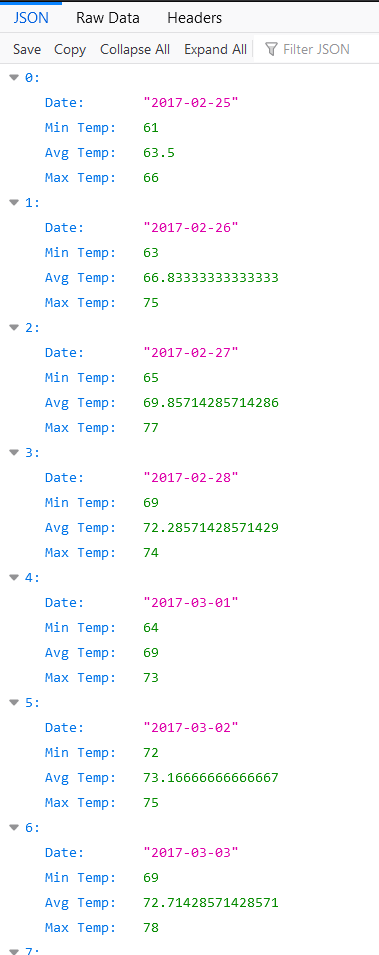 JSON Raw Data Headers
Save Copy Collapse All Expand All Filter JSON
0:
Date: "2017-02-25"
Min Temp: 61
Avg Temp: 63.5
Max Temp: 66
1:
Date: "2017-02-26"
Min Temp: 63
Avg Temp: 66.83333333333333
Max Temp: 75
2:
Date: "2017-02-27"
Min Temp: 65
Avg Temp: 69.85714285714286
Max Temp: 77
3:
Date: "2017-02-28"
Min Temp: 69
Avg Temp: 72.28571428571429
Max Temp: 74
4:
Date: "2017-03-01"
Min Temp: 64
Avg Temp: 69
Max Temp: 73
5:
Date: "2017-03-02"
Min Temp: 72
Avg Temp: 73.16666666666667
Max Temp: 75
6:
Date: "2017-03-03"
Min Temp: 69
Avg Temp: 72.71428571428571
Max Temp: 78
7: